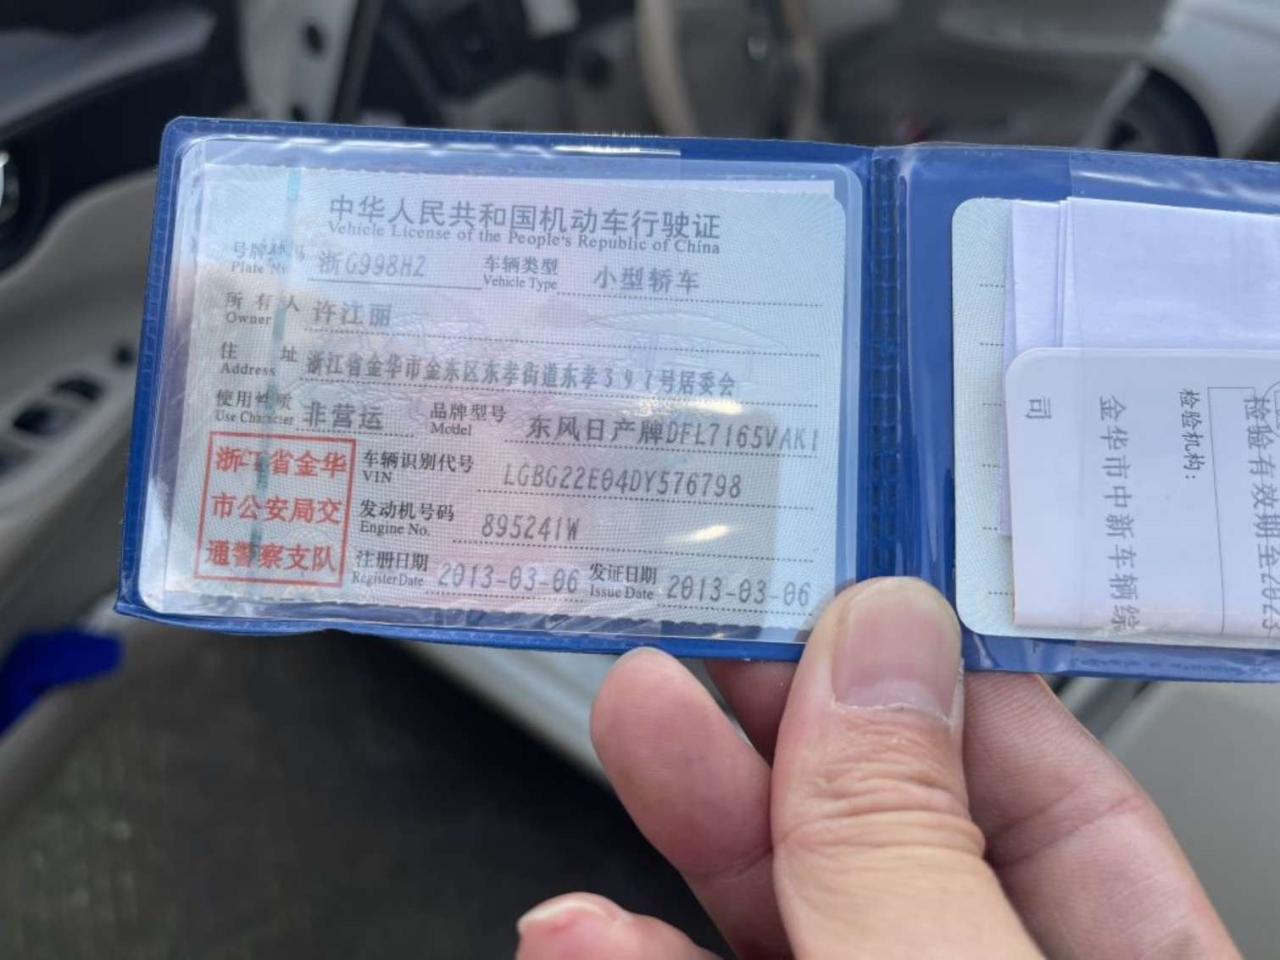 中华人民共和国机动车行驶证
Vehicle License of the People's Republic of China
号牌号码 浙G998HZ 车辆类型 小型轿车
Plate No. Vehicle Type
所有人 许江丽
Owner
住址 浙江省金华市金东区东孝街道东孝397号居委会
Address
使用性质 非营运 品牌型号 东风日产牌DFL7165VAK1
Use Character Model
浙江省金华
市公安局交
通警察支队
车辆识别代号 LGBG22E04DY576798
VIN
发动机号码 895241W
Engine No.
注册日期 2013-03-06 发证日期 2013-03-06
Register Date Issue Date
检验有效期至2023
检验机构：
金华市中新车辆综
司